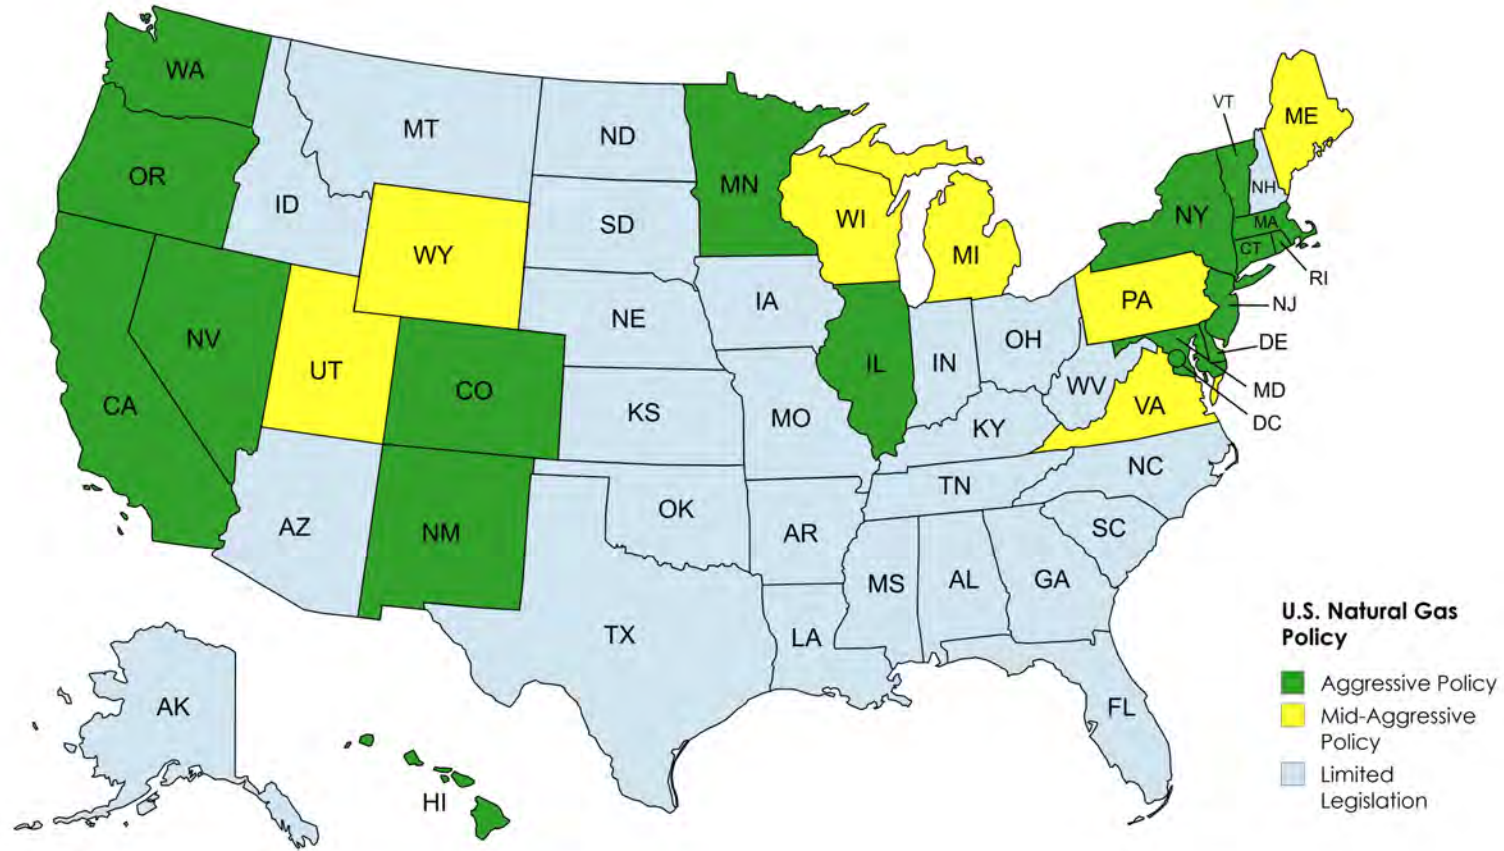 WA
MT
ND
MN
OR
ID
SD
WI
WY
MI
VT
ME
NH
NY
MA
CT
RI
NV
UT
CO
NE
IA
PA
NJ
CA
KS
MO
IL
IN
OH
WV
VA
DE
MD
DC
KY
NC
TN
AZ
NM
OK
AR
SC
MS
AL
GA
TX
LA
FL
AK
HI
U.S. Natural Gas
Policy
Aggressive Policy
Mid-Aggressive
Policy
Limited
Legislation